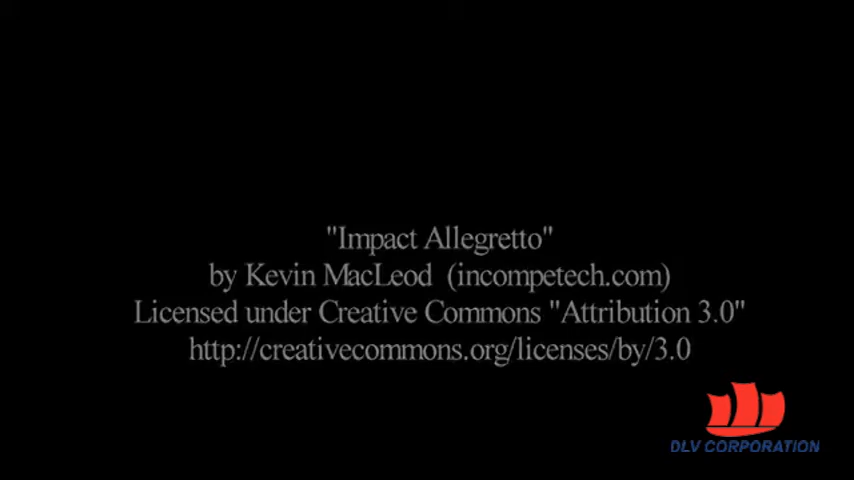 "Impact Allegretto"
by Kevin MacLeod (incompetech.com)
Licensed under Creative Commons "Attribution 3.0"
http://creativecommons.org/licenses/by/3.0
DLV CORPORATION